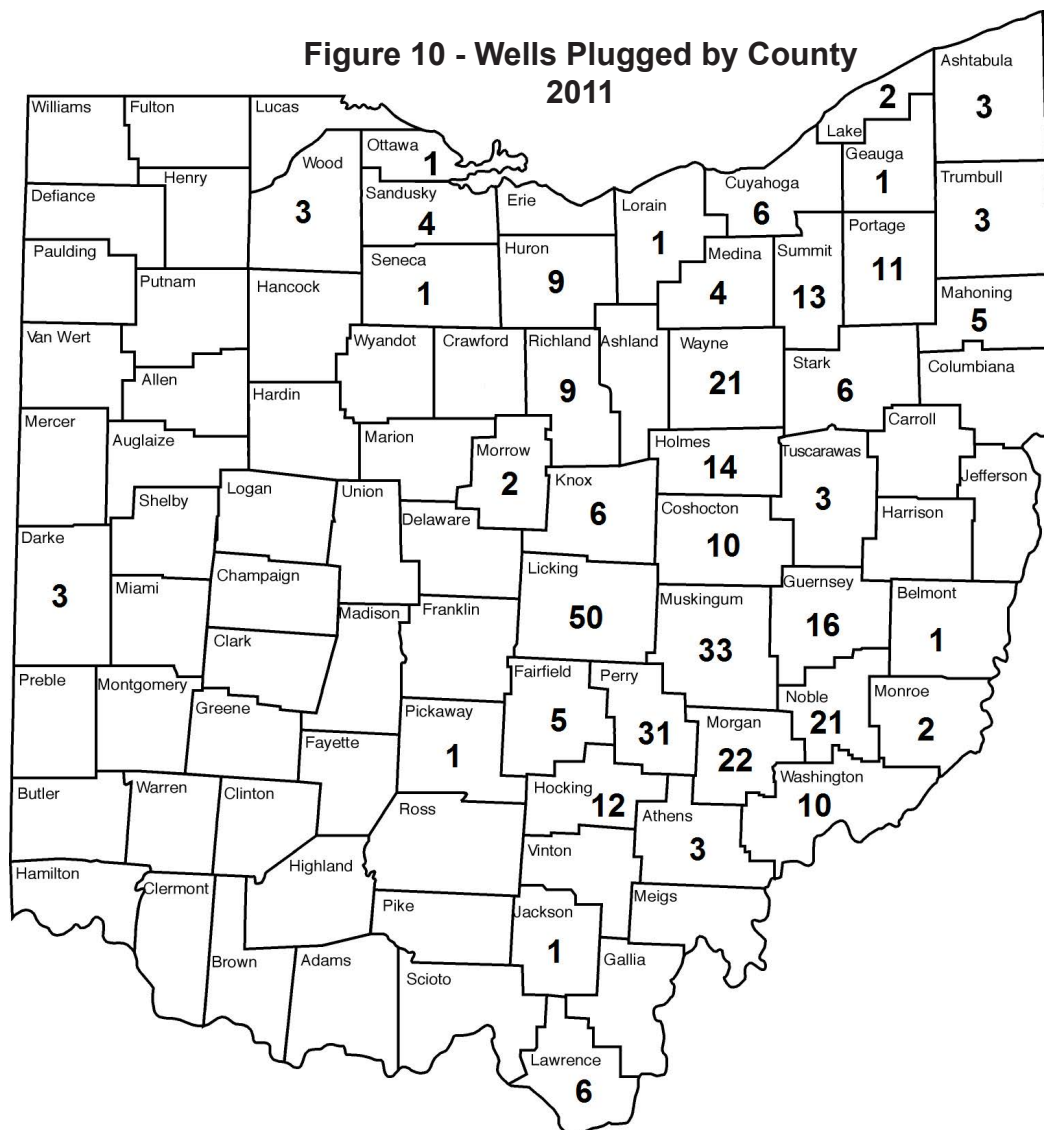 Figure 10 - Wells Plugged by County
2011
Ashtabula
3
2
Lake
Williams
Fulton
Lucas
Ottawa
1
Wood
3
Geauga
1
Henry
Cuyahoga
6
Trumbull
3
Defiance
Sandusky
4
Erie
Lorain
1
Portage
11
Paulding
Seneca
1
Huron
9
Medina
4
Summit
13
Putnam
Hancock
Mahoning
5
Van Wert
Wyandot
Crawford
Richland
9
Ashland
Wayne
21
Stark
6
Columbiana
Allen
Hardin
Mercer
Auglaize
Marion
Morrow
2
Holmes
14
Tuscarawas
3
Carroll
Shelby
Logan
Union
Knox
6
Jefferson
Delaware
Coshocton
10
Harrison
Darke
3
Miami
Champaign
Licking
50
Guernsey
16
Belmont
1
Madison
Franklin
Muskingum
33
Clark
Preble
Montgomery
Greene
Fairfield
5
Perry
31
Noble
21
Monroe
2
Pickaway
1
Morgan
22
Fayette
Butler
Warren
Clinton
Ross
Hocking
12
Washington
10
Athens
3
Vinton
Hamilton
Clermont
Highland
Pike
Jackson
1
Meigs
Brown
Adams
Scioto
Gallia
Lawrence
6